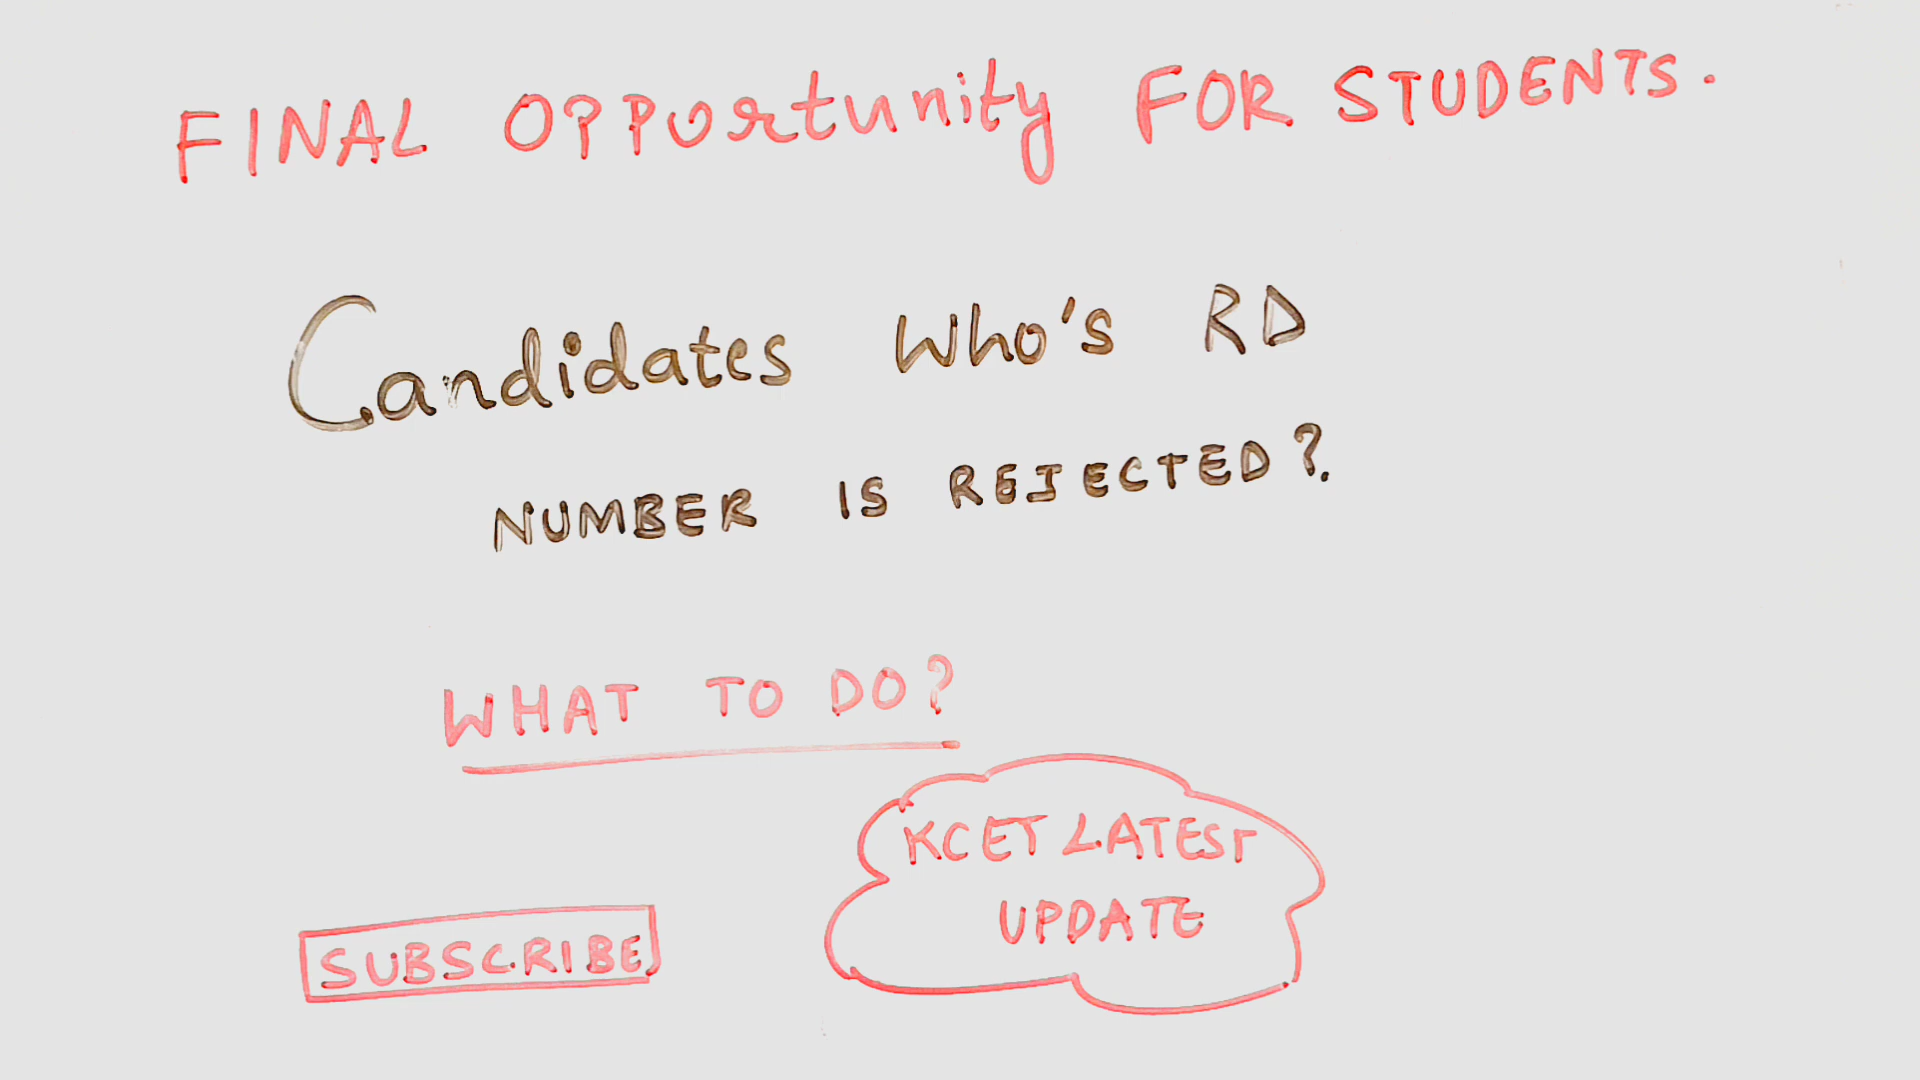 FINAL OPPortunity FOR STUDENTS.
Candidates Who's RD
NUMBER IS REJECTED?
WHAT TO DO?
KCET LATEST
UPDATE
SUBSCRIBE